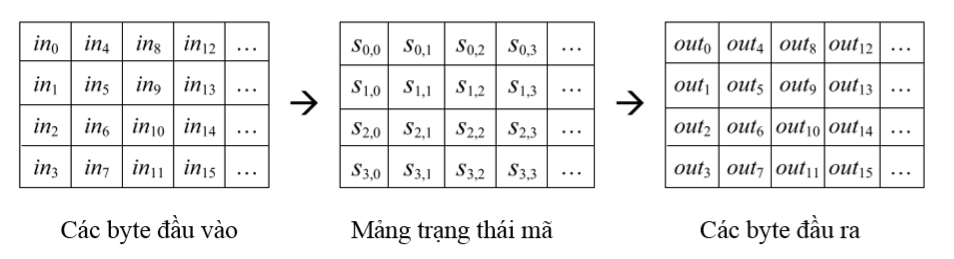 in₀ in₄ in₈ in₁₂ … S₀,₀ S₀,₁ S₀,₂ S₀,₃ … out₀ out₄ out₈ out₁₂ …
in₁ in₅ in₉ in₁₃ … → S₁,₀ S₁,₁ S₁,₂ S₁,₃ … → out₁ out₅ out₉ out₁₃ …
in₂ in₆ in₁₀ in₁₄ … S₂,₀ S₂,₁ S₂,₂ S₂,₃ … out₂ out₆ out₁₀ out₁₄ …
in₃ in₇ in₁₁ in₁₅ … S₃,₀ S₃,₁ S₃,₂ S₃,₃ … out₃ out₇ out₁₁ out₁₅ …
Các byte đầu vào Mảng trạng thái mã Các byte đầu ra